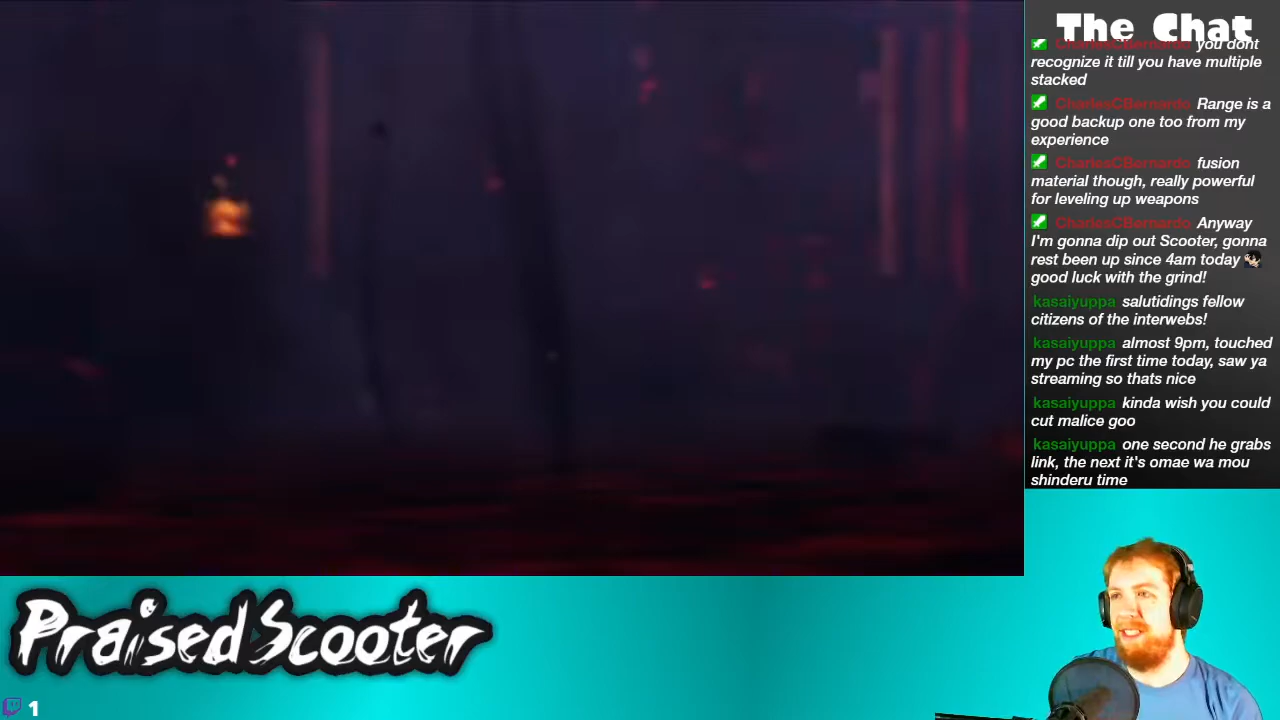 The Chat
CharlesCBernardo you dont
recognize it till you have multiple
stacked
CharlesCBernardo Range is a
good backup one too from my
experience
CharlesCBernardo fusion
material though, really powerful
for leveling up weapons
CharlesCBernardo Anyway
I'm gonna dip out Scooter, gonna
rest been up since 4am today
good luck with the grind!
kasaiyuppa salutidings fellow
citizens of the interwebs!
kasaiyuppa almost 9pm, touched
my pc the first time today, saw ya
streaming so thats nice
kasaiyuppa kinda wish you could
cut malice goo
kasaiyuppa one second he grabs
link, the next it's omae wa mou
shinderu time
PraisedScooter
1